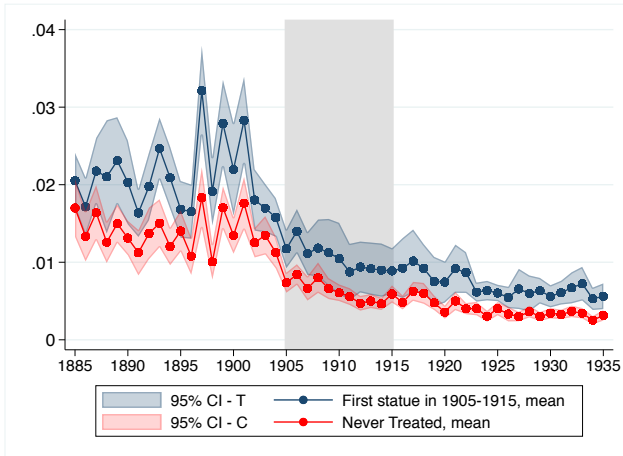 .04
.03
.02
.01
0
1885 1890 1895 1900 1905 1910 1915 1920 1925 1930 1935
95% CI - T First statue in 1905-1915, mean
95% CI - C Never Treated, mean